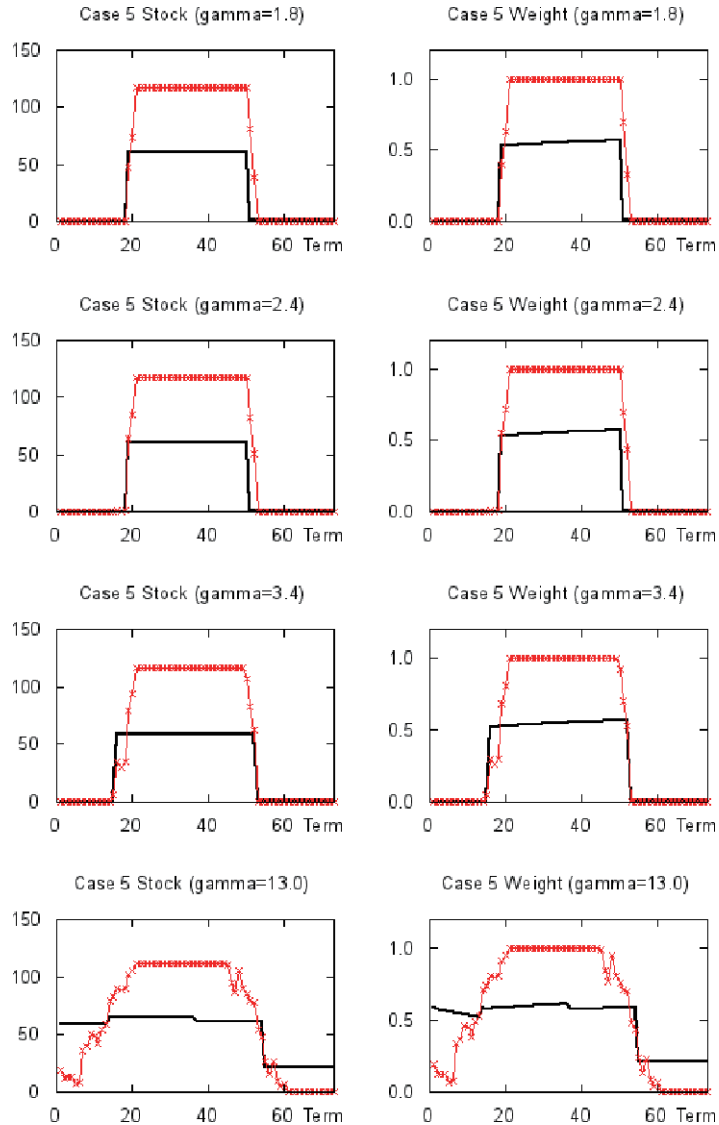 Case 5 Stock (gamma=1.8)
150
100
50
0
0 20 40 60 Term
Case 5 Weight (gamma=1.8)
1.0
0.5
0.0
0 20 40 60 Term
Case 5 Stock (gamma=2.4)
150
100
50
0
0 20 40 60 Term
Case 5 Weight (gamma=2.4)
1.0
0.5
0.0
0 20 40 60 Term
Case 5 Stock (gamma=3.4)
150
100
50
0
0 20 40 60 Term
Case 5 Weight (gamma=3.4)
1.0
0.5
0.0
0 20 40 60 Term
Case 5 Stock (gamma=13.0)
150
100
50
0
0 20 40 60 Term
Case 5 Weight (gamma=13.0)
1.0
0.5
0.0
0 20 40 60 Term